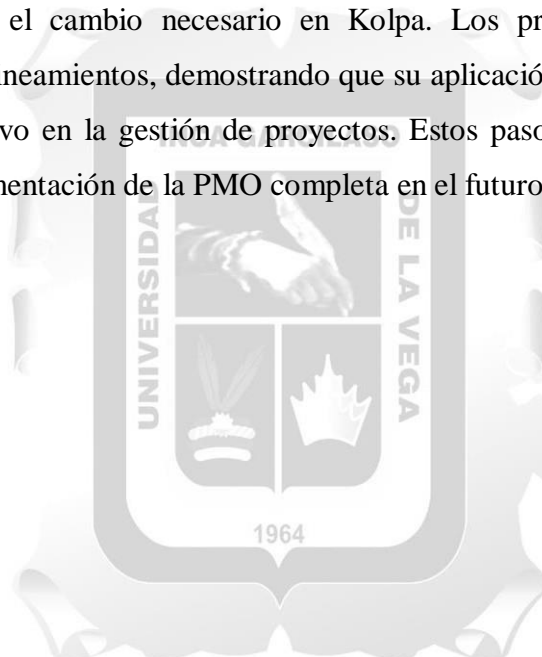 el cambio necesario en Kolpa. Los pr
neamientos, demostrando que su aplicació
vo en la gestión de proyectos. Estos paso
INCA GARCILASO
mentación de la PMO completa en el futuro
UNIVERSIDAD
DE LA VEGA
1964